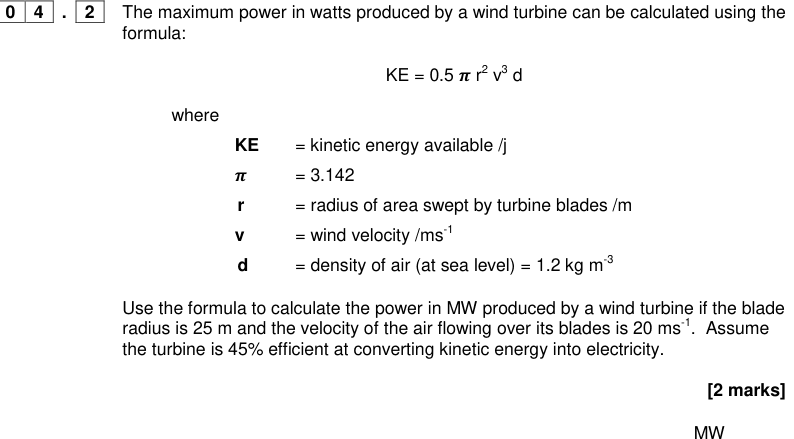 04.2 The maximum power in watts produced by a wind turbine can be calculated using the
formula:
KE = 0.5 π r² v³ d
where
KE = kinetic energy available /j
π = 3.142
r = radius of area swept by turbine blades /m
v = wind velocity /ms⁻¹
d = density of air (at sea level) = 1.2 kg m⁻³
Use the formula to calculate the power in MW produced by a wind turbine if the blade
radius is 25 m and the velocity of the air flowing over its blades is 20 ms⁻¹. Assume
the turbine is 45% efficient at converting kinetic energy into electricity.
[2 marks]
MW